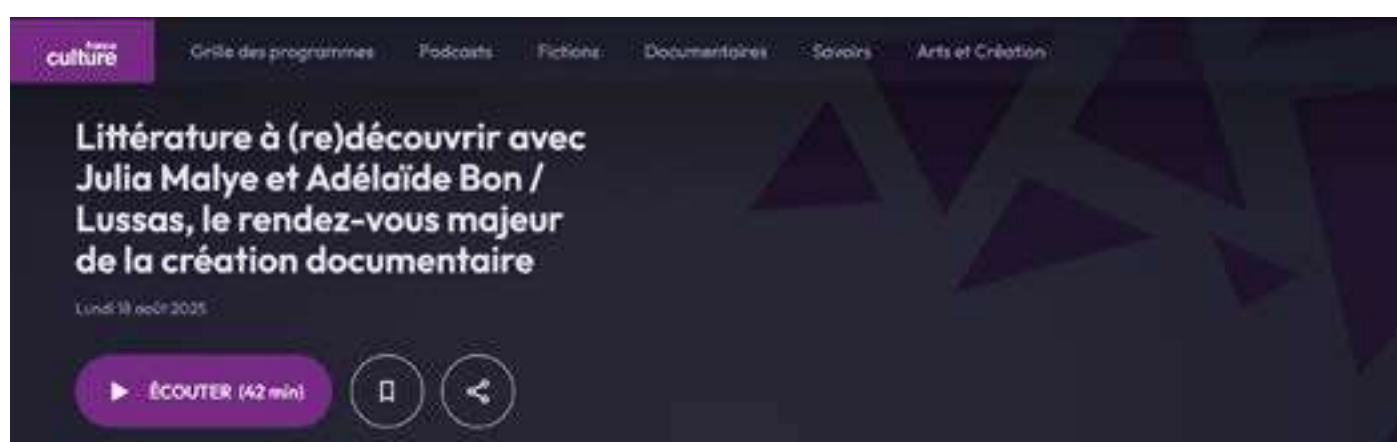 france
culture
Grille des programmes Podcasts Fictions Documentaires Savoirs Arts et Création
Littérature à (re)découvrir avec
Julia Malye et Adélaïde Bon /
Lussas, le rendez-vous majeur
de la création documentaire
Lundi 18 août 2025
ÉCOUTER (42 min)